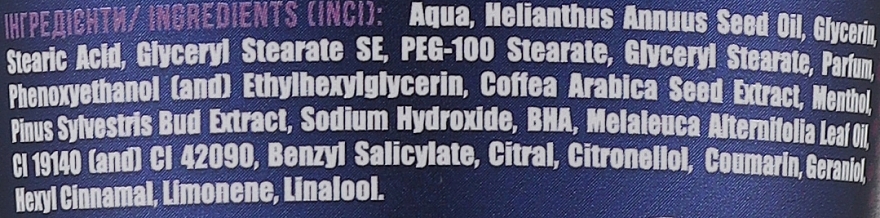 ІНГРЕДІЄНТИ/ INGREDIENTS (INCI): Aqua, Helianthus Annuus Seed Oil, Glycerin,
Stearic Acid, Glyceryl Stearate SE, PEG-100 Stearate, Glyceryl Stearate, Parfum,
Phenoxyethanol (and) Ethylhexylglycerin, Coffea Arabica Seed Extract, Menthol,
Pinus Sylvestris Bud Extract, Sodium Hydroxide, BHA, Melaleuca Alternifolia Leaf Oil,
CI 19140 (and) CI 42090, Benzyl Salicylate, Citral, Citronellol, Coumarin, Geraniol,
Hexyl Cinnamal, Limonene, Linalool.